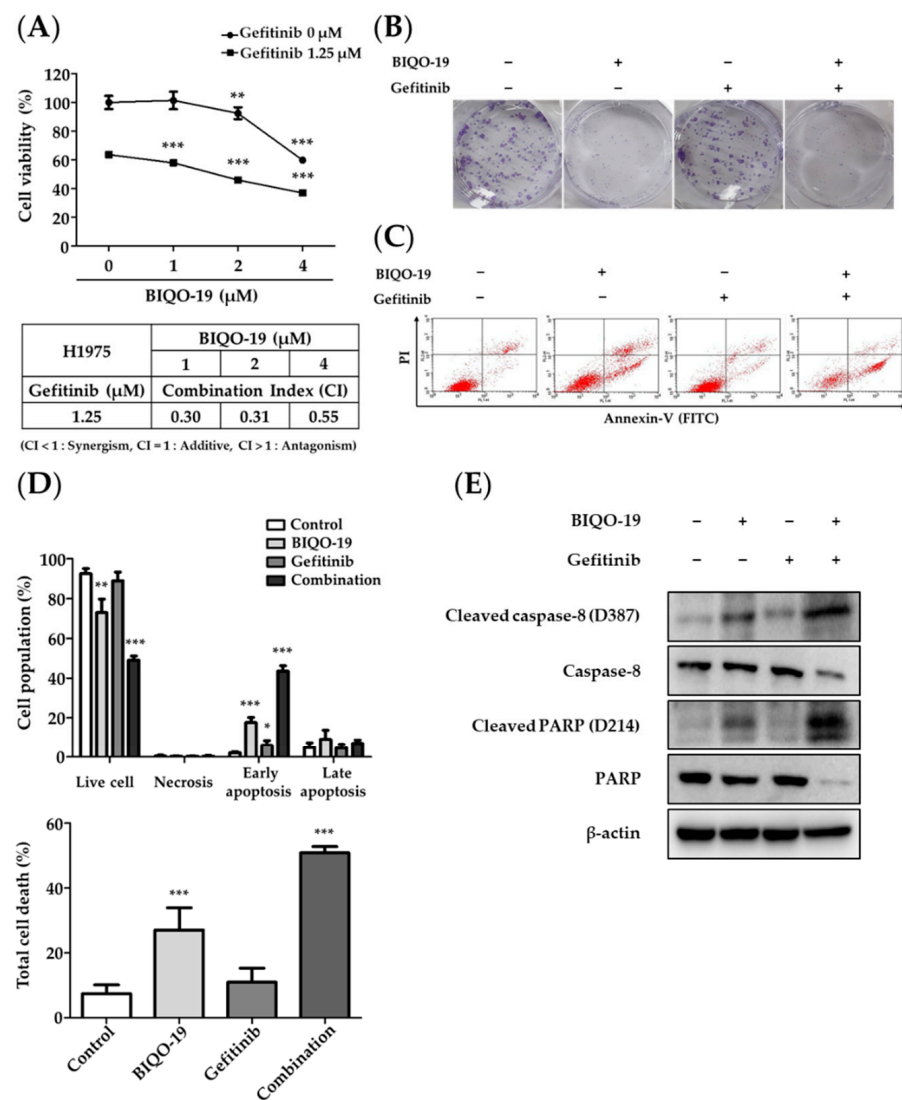 (A)
Gefitinib 0 μM
Gefitinib 1.25 μM
Cell viability (%)
120
100
80
60
40
20
0
**
***
***
***
***
0 1 2 4
BIQO-19 (μM)
H1975
BIQO-19 (μM)
1 2 4
Gefitinib (μM) Combination Index (CI)
1.25 0.30 0.31 0.55
(CI < 1 : Synergism, CI = 1 : Additive, CI > 1 : Antagonism)
(B)
BIQO-19 – + – +
Gefitinib – – + +
(C)
BIQO-19 – + – +
Gefitinib – – + +
PI
Annexin-V (FITC)
(D)
Control
BIQO-19
Gefitinib
Combination
Cell population (%)
100
80
60
40
20
0
**
***
***
*
***
Live cell Necrosis Early apoptosis Late apoptosis
Total cell death (%)
60
40
20
0
***
***
Control BIQO-19 Gefitinib Combination
(E)
BIQO-19 – + – +
Gefitinib – – + +
Cleaved caspase-8 (D387)
Caspase-8
Cleaved PARP (D214)
PARP
β-actin